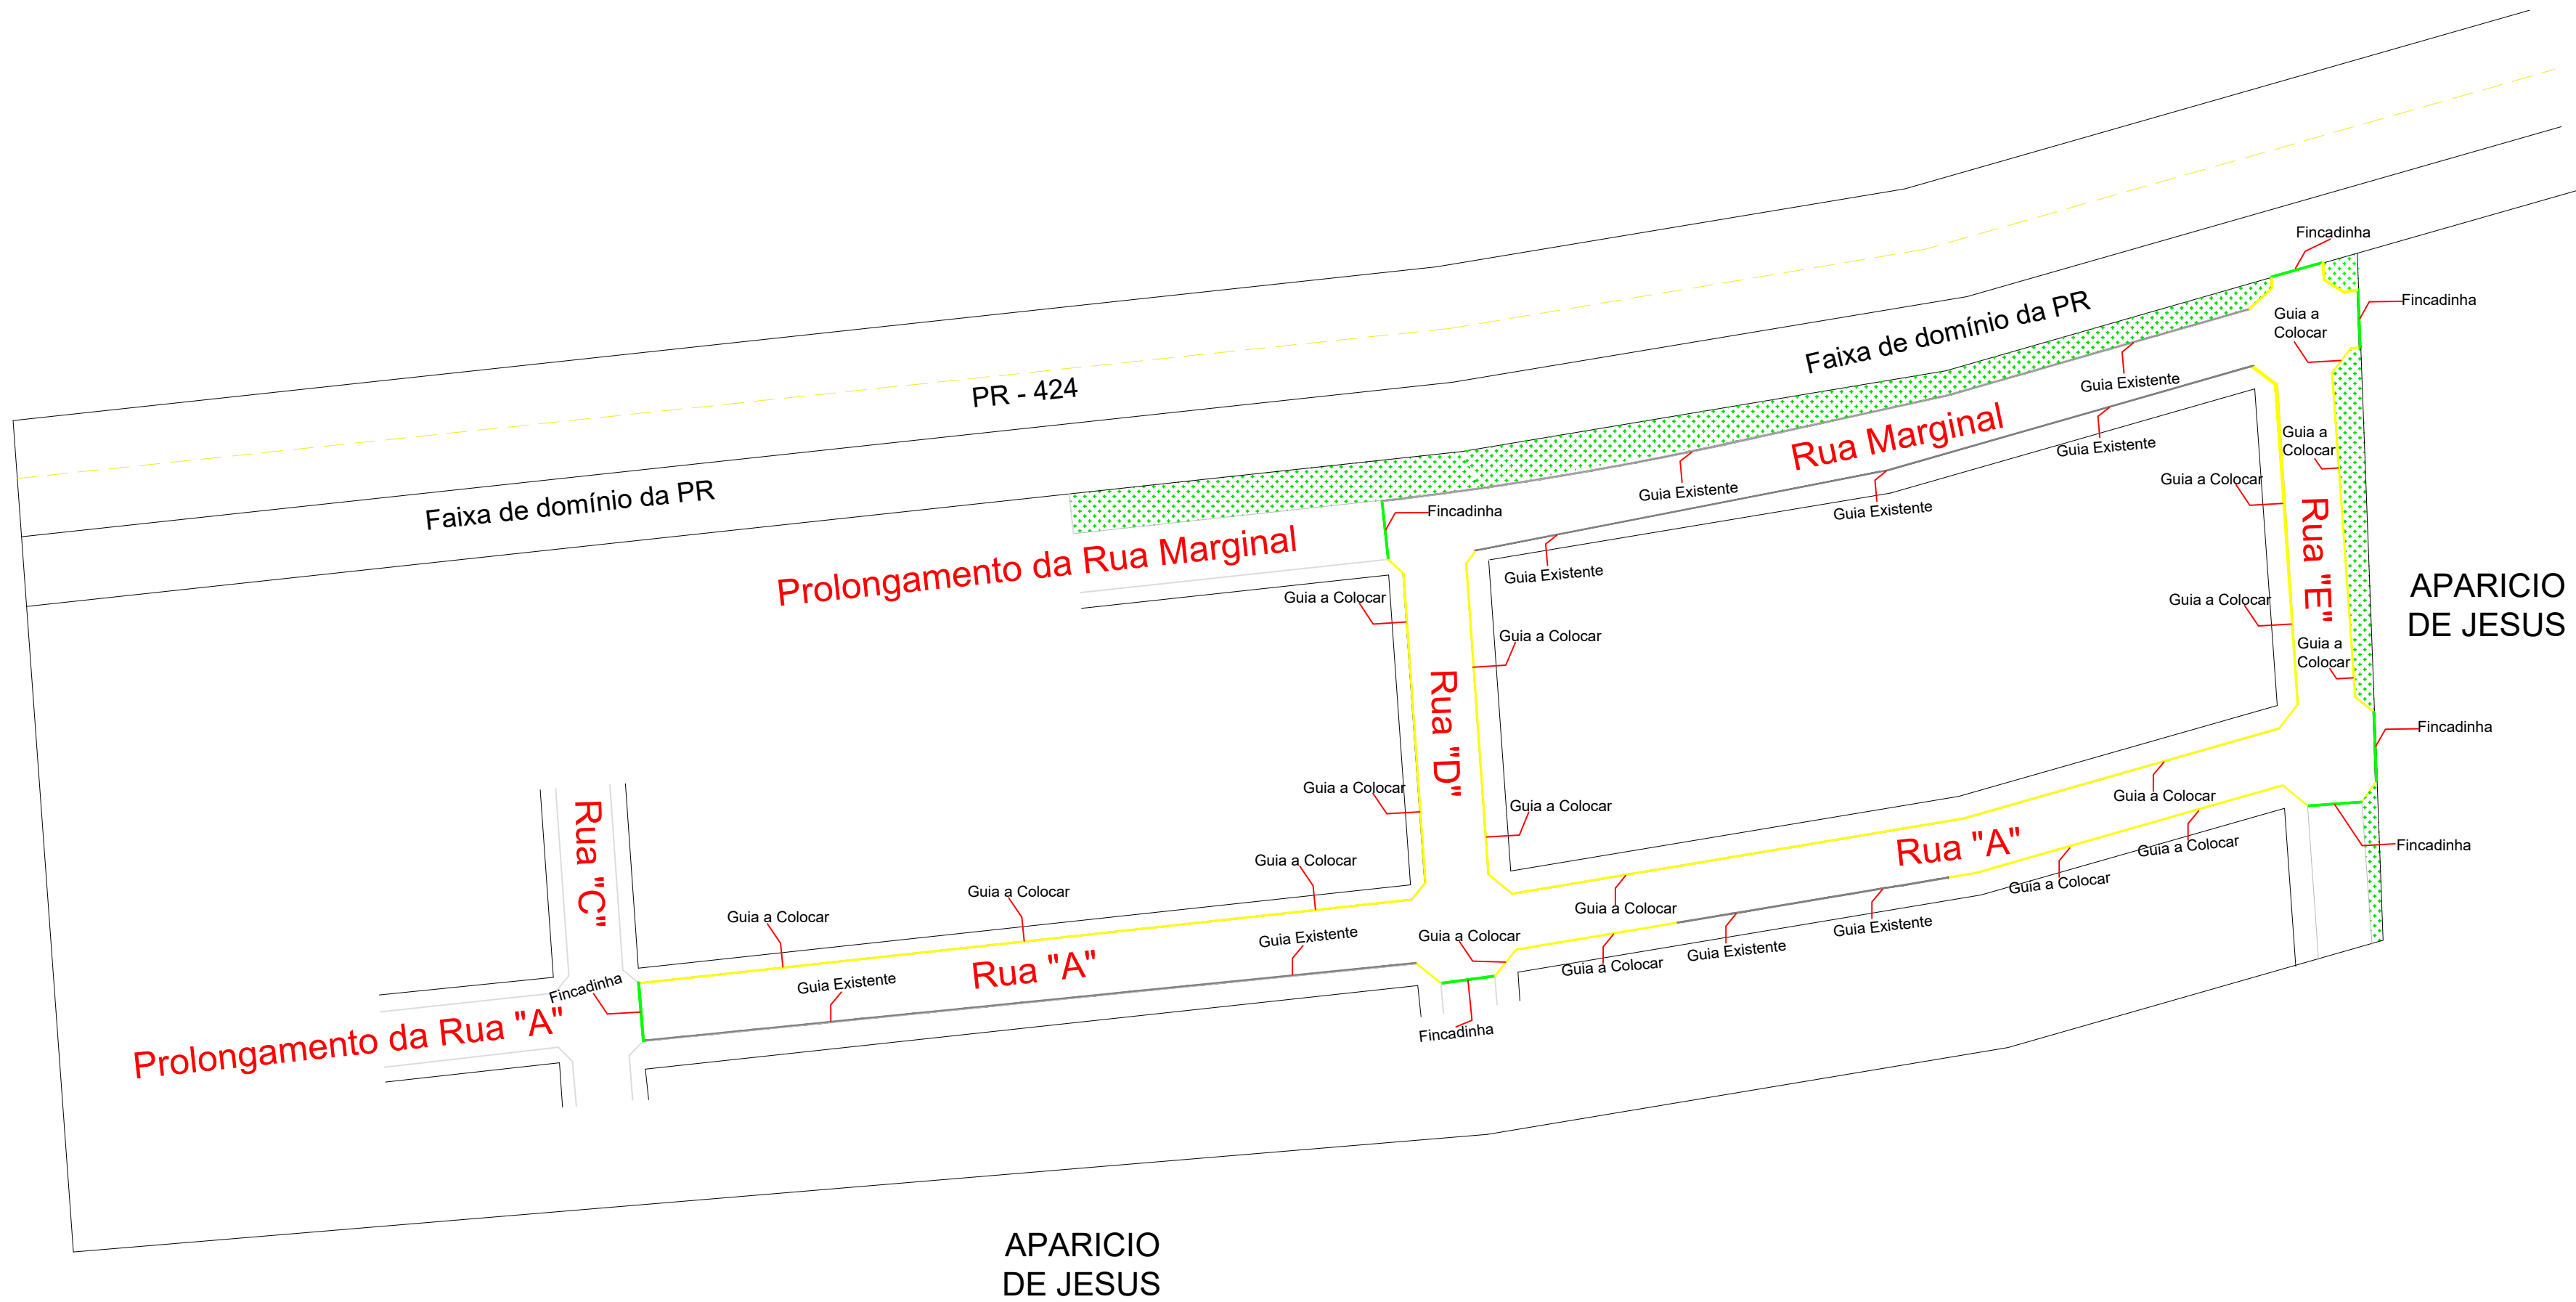 Fincadinha
Fincadinha
Guia a
Colocar
Faixa de domínio da PR
PR - 424
Guia Existente
Rua Marginal
Guia Existente
Guia a
Colocar
Guia a Colocar
Guia Existente
Guia Existente
Faixa de domínio da PR
Fincadinha
Rua "E"
Prolongamento da Rua Marginal
Guia Existente
Guia a Colocar
Guia a Colocar
APARICIO
DE JESUS
Guia a Colocar
Guia a
Colocar
Rua "D"
Fincadinha
Guia a Colocar
Guia a Colocar
Guia a Colocar
Rua "C"
Rua "A"
Guia a Colocar
Fincadinha
Guia a Colocar
Guia a Colocar
Guia a Colocar
Guia a Colocar
Guia a Colocar
Guia Existente
Guia a Colocar
Guia Existente
Guia Existente
Guia a Colocar
Rua "A"
Guia Existente
Fincadinha
Prolongamento da Rua "A"
Fincadinha
APARICIO
DE JESUS